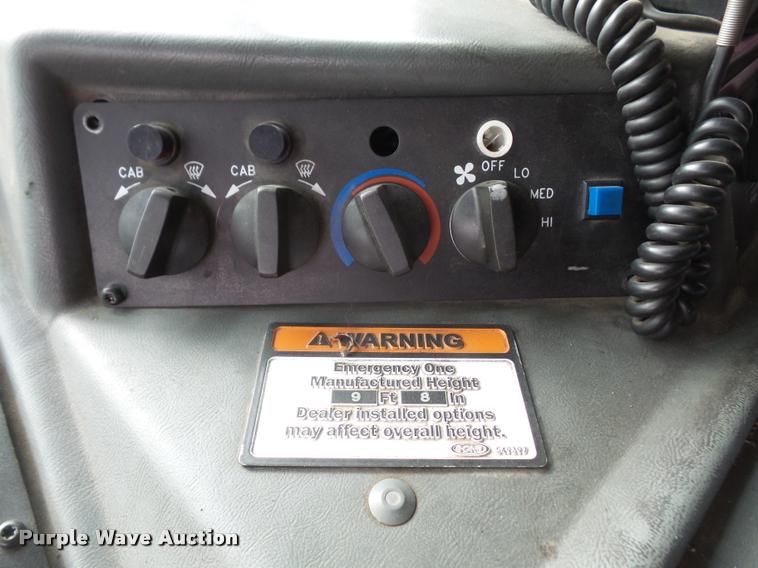 CAB
CAB
OFF
LO
MED
HI
WARNING
Emergency One
Manufactured Height
9 Ft 8 In
Dealer installed options
may affect overall height.
Purple Wave Auction